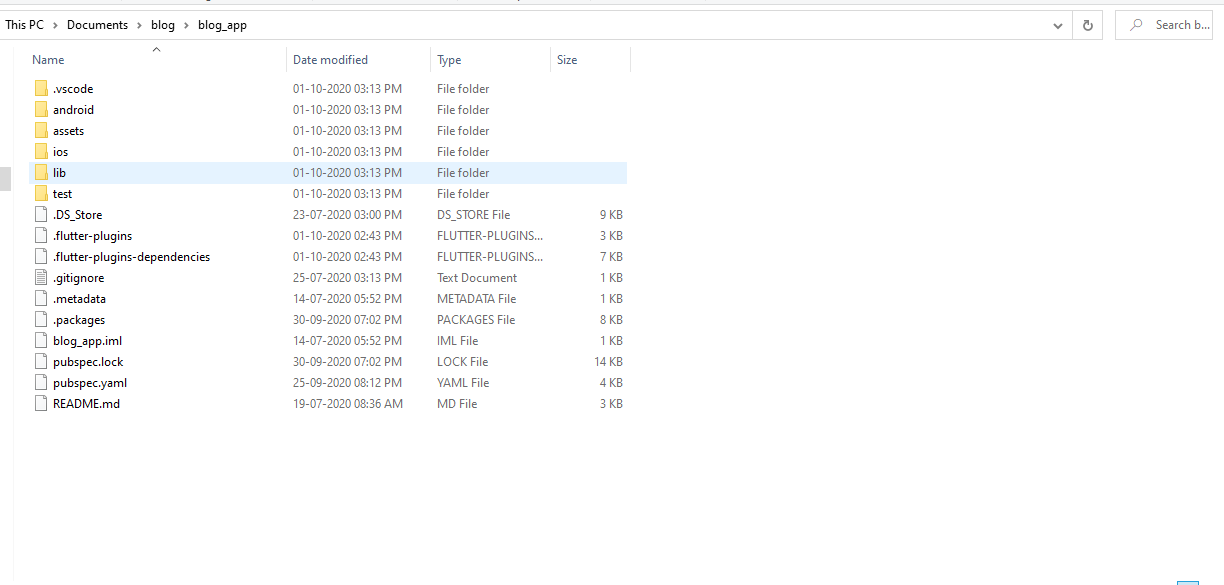 This PC > Documents > blog > blog_app
Search b...
Name Date modified Type Size
.vscode 01-10-2020 03:13 PM File folder
android 01-10-2020 03:13 PM File folder
assets 01-10-2020 03:13 PM File folder
ios 01-10-2020 03:13 PM File folder
lib 01-10-2020 03:13 PM File folder
test 01-10-2020 03:13 PM File folder
.DS_Store 23-07-2020 03:00 PM DS_STORE File 9 KB
.flutter-plugins 01-10-2020 02:43 PM FLUTTER-PLUGINS... 3 KB
.flutter-plugins-dependencies 01-10-2020 02:43 PM FLUTTER-PLUGINS... 7 KB
.gitignore 25-07-2020 03:13 PM Text Document 1 KB
.metadata 14-07-2020 05:52 PM METADATA File 1 KB
.packages 30-09-2020 07:02 PM PACKAGES File 8 KB
blog_app.iml 14-07-2020 05:52 PM IML File 1 KB
pubspec.lock 30-09-2020 07:02 PM LOCK File 14 KB
pubspec.yaml 25-09-2020 08:12 PM YAML File 4 KB
README.md 19-07-2020 08:36 AM MD File 3 KB